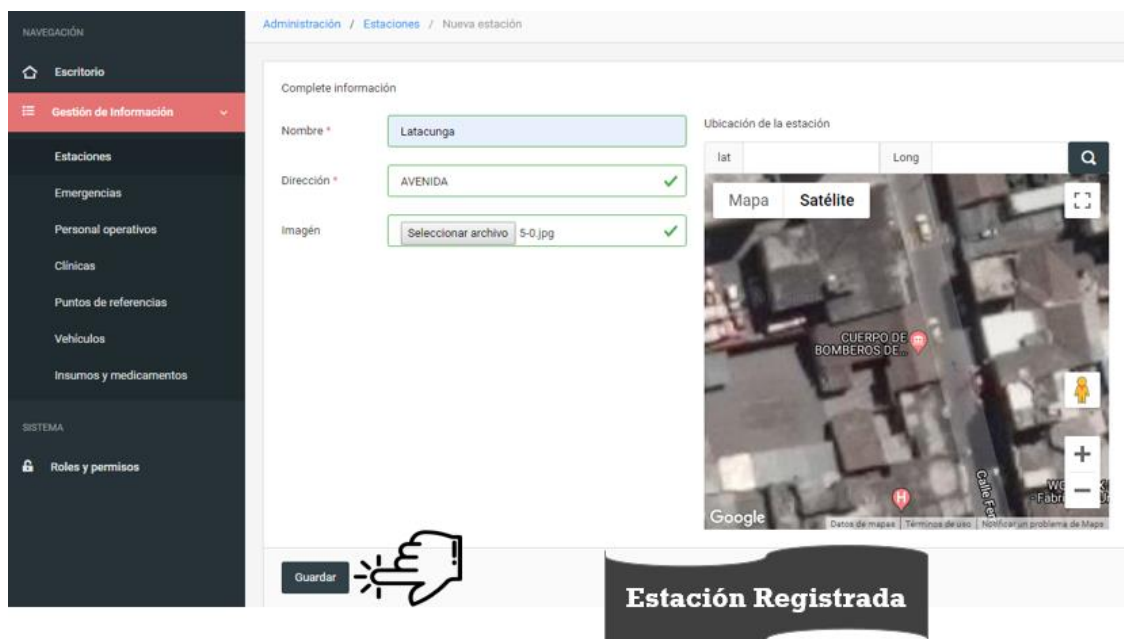 NAVEGACIÓN
Escritorio
Gestión de Información
Estaciones
Emergencias
Personal operativos
Clínicas
Puntos de referencias
Vehículos
Insumos y medicamentos
SISTEMA
Roles y permisos
Administración / Estaciones / Nueva estación
Complete información
Nombre * Latacunga
Dirección * AVENIDA
Imagén Seleccionar archivo 5-0.jpg
Ubicación de la estación
lat Long
Mapa Satélite
CUERPO DE
BOMBEROS DE...
H
Calle
Google
Datos de mapas Términos de uso Notificar un problema de Maps
Guardar
Estación Registrada